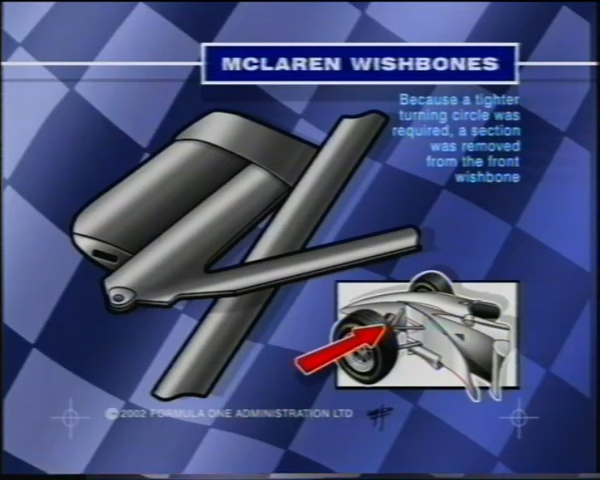 MCLAREN WISHBONES
Because a tighter
turning circle was
required, a section
was removed
from the front
wishbone
© 2002 FORMULA ONE ADMINISTRATION LTD